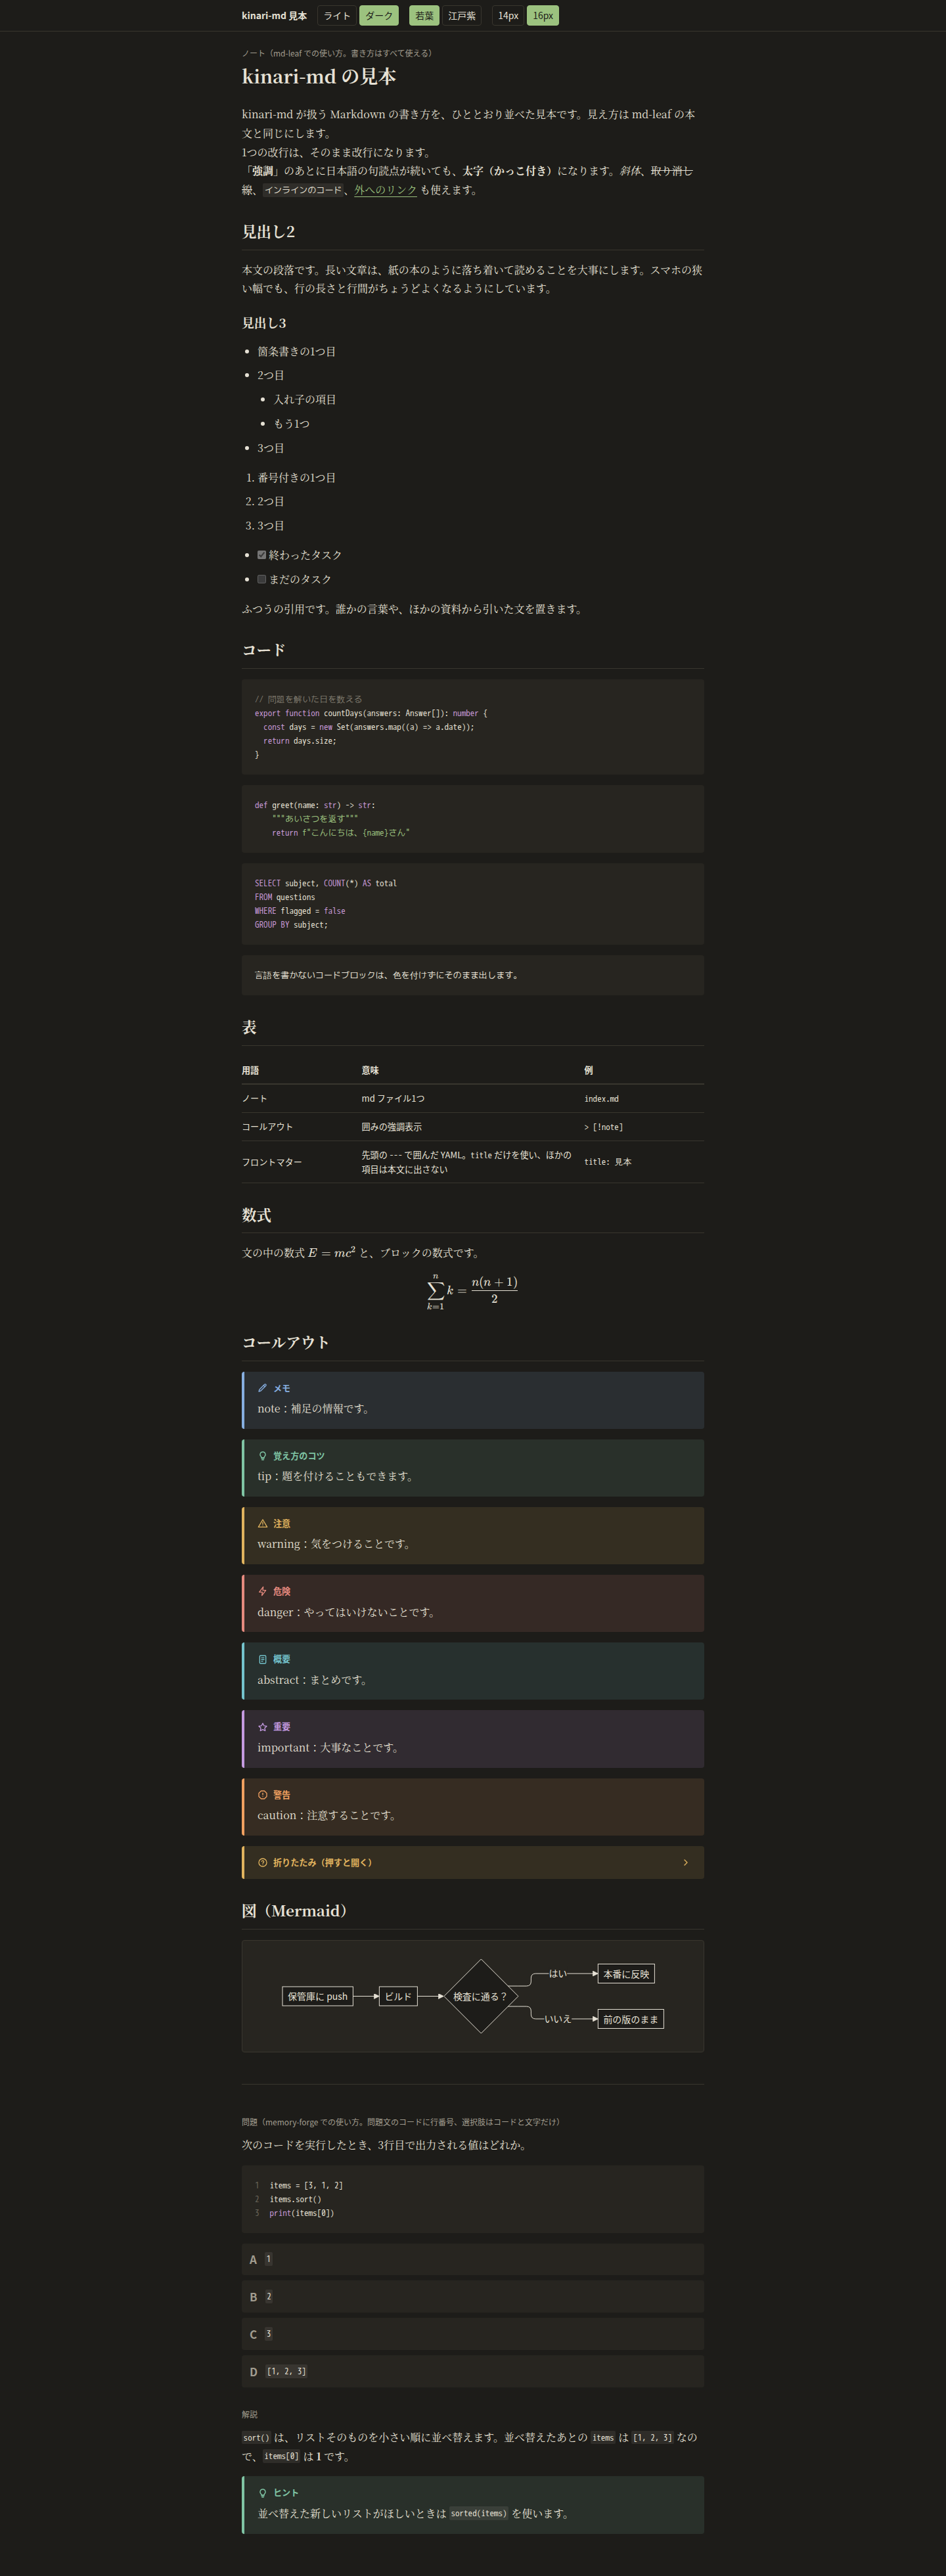 kinari-md 見本 ライト ダーク 若葉 江戸紫 14px 16px
ノート（md-leaf での使い方。書き方はすべて使える）
kinari-md の見本
kinari-md が扱う Markdown の書き方を、ひととおり並べた見本です。見え方は md-leaf の本
文と同じにします。
1つの改行は、そのまま改行になります。
「強調」のあとに日本語の句読点が続いても、太字（かっこ付き）になります。斜体、取り消し
線、インラインのコード、外へのリンク も使えます。
見出し2
本文の段落です。長い文章は、紙の本のように落ち着いて読めることを大事にします。スマホの狭
い幅でも、行の長さと行間がちょうどよくなるようにしています。
見出し3
• 箇条書きの1つ目
• 2つ目
• 入れ子の項目
• もう1つ
• 3つ目
1. 番号付きの1つ目
2. 2つ目
3. 3つ目
• 終わったタスク
• まだのタスク
ふつうの引用です。誰かの言葉や、ほかの資料から引いた文を置きます。
コード
// 問題を解いた日を数える
export function countDays(answers: Answer[]): number {
  const days = new Set(answers.map((a) => a.date));
  return days.size;
}
def greet(name: str) -> str:
    """あいさつを返す"""
    return f"こんにちは、{name}さん"
SELECT subject, COUNT(*) AS total
FROM questions
WHERE flagged = false
GROUP BY subject;
言語を書かないコードブロックは、色を付けずにそのまま出します。
表
用語 意味 例
ノート md ファイル1つ index.md
コールアウト 囲みの強調表示 > [!note]
フロントマター 先頭の --- で囲んだ YAML。title だけを使い、ほかの
項目は本文に出さない title: 見本
数式
文の中の数式 E = mc² と、ブロックの数式です。
∑_{k=1}^{n} k = n(n + 1) / 2
コールアウト
メモ
note：補足の情報です。
覚え方のコツ
tip：題を付けることもできます。
注意
warning：気をつけることです。
危険
danger：やってはいけないことです。
概要
abstract：まとめです。
重要
important：大事なことです。
警告
caution：注意することです。
折りたたみ（押すと開く）
図（Mermaid）
保管庫に push ビルド 検査に通る？ はい 本番に反映
いいえ 前の版のまま
問題（memory-forge での使い方。問題文のコードに行番号、選択肢はコードと文字だけ）
次のコードを実行したとき、3行目で出力される値はどれか。
1 items = [3, 1, 2]
2 items.sort()
3 print(items[0])
A 1
B 2
C 3
D [1, 2, 3]
解説
sort() は、リストそのものを小さい順に並べ替えます。並べ替えたあとの items は [1, 2, 3] なの
で、items[0] は 1 です。
ヒント
並べ替えた新しいリストがほしいときは sorted(items) を使います。